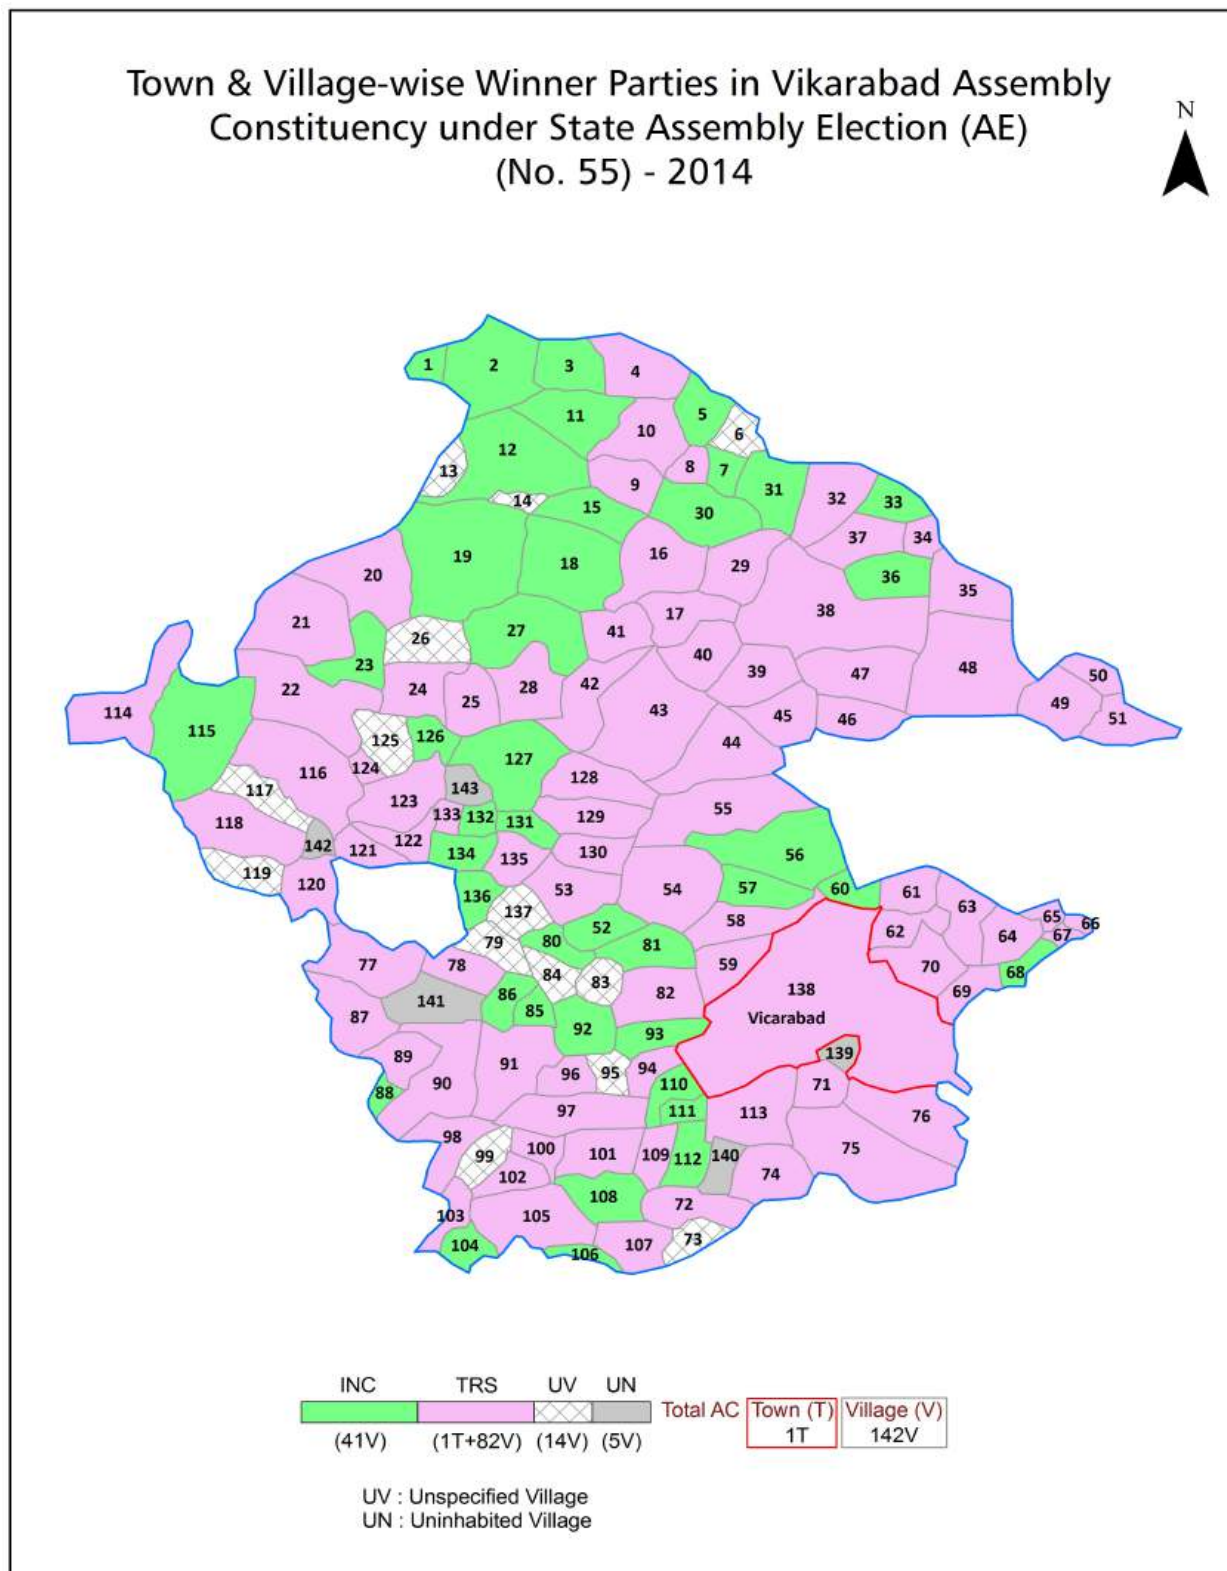 Town & Village-wise Winner Parties in Vikarabad Assembly
Constituency under State Assembly Election (AE)
(No. 55) - 2014
N
1 2 3 4
5
11
10 6
12
13 8 7
9 31
14 15 30 32 33
37 34
19 18 16 29 36
20 35
38
21 27 41 17
26
23 40 39 47 48
22 24 25 28 42 50
114 43 45 46 49 51
115 125 126 44
116 124 127
117 143 128
118 123 133 132 131 129 55
142 121 122 134 135 130 56
119 120 136 53 54 57 60 61
137 52 58 62 63 65 66
79 80 81 64 67
77 78 84 83 59 70 68
141 86 82 138 69
87 85 92 93 Vicarabad
89 91 139
88 90 96 95 94 110 71
97 111 113 76
98 99 100 101 109 112 140 75
102 74
103 105 108 72
104 106 107 73
INC TRS UV UN
Total AC Town (T) Village (V)
(41V) (1T+82V) (14V) (5V) 1T 142V
UV : Unspecified Village
UN : Uninhabited Village